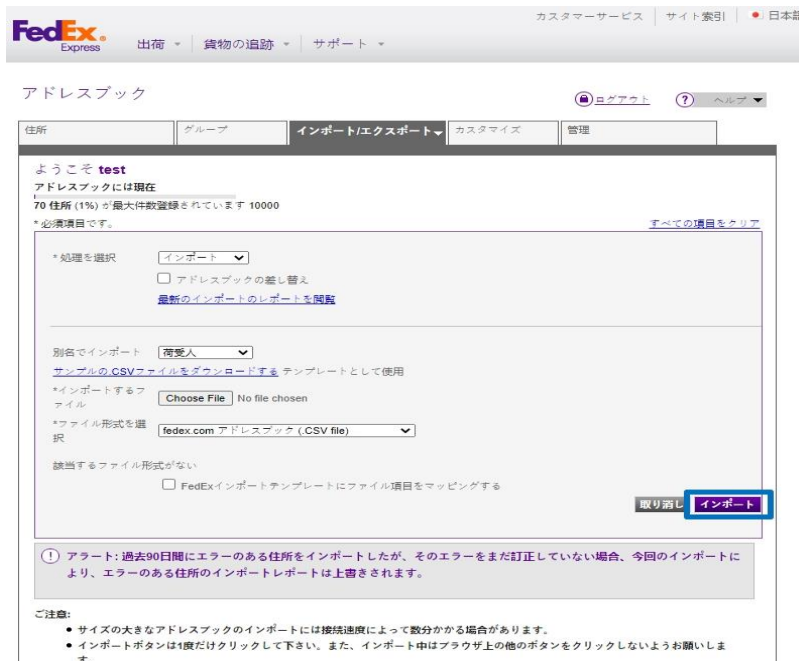 カスタマーサービス サイト索引 日本語
FedEx®
Express
出荷 貨物の追跡 サポート
アドレスブック
ログアウト ? ヘルプ
住所 グループ インポート/エクスポート カスタマイズ 管理
ようこそ test
アドレスブックには現在
70 住所 (1%) が最大件数登録されています 10000
* 必須項目です。 すべての項目をクリア
* 処理を選択 インポート
アドレスブックの差し替え
最新のインポートのレポートを閲覧
別名でインポート 荷受人
サンプルの.CSVファイルをダウンロードする テンプレートとして使用
*インポートするフ
ァイル Choose File No file chosen
*ファイル形式を選
択 fedex.com アドレスブック (.CSV file)
該当するファイル形式がない
FedExインポートテンプレートにファイル項目をマッピングする
取り消し インポート
! アラート: 過去90日間にエラーのある住所をインポートしたが、そのエラーをまだ訂正していない場合、今回のインポートに
より、エラーのある住所のインポートレポートは上書きされます。
ご注意:
• サイズの大きなアドレスブックのインポートには接続速度によって数分かかる場合があります。
• インポートボタンは1度だけクリックして下さい。また、インポート中はブラウザ上の他のボタンをクリックしないようお願いしま
す。